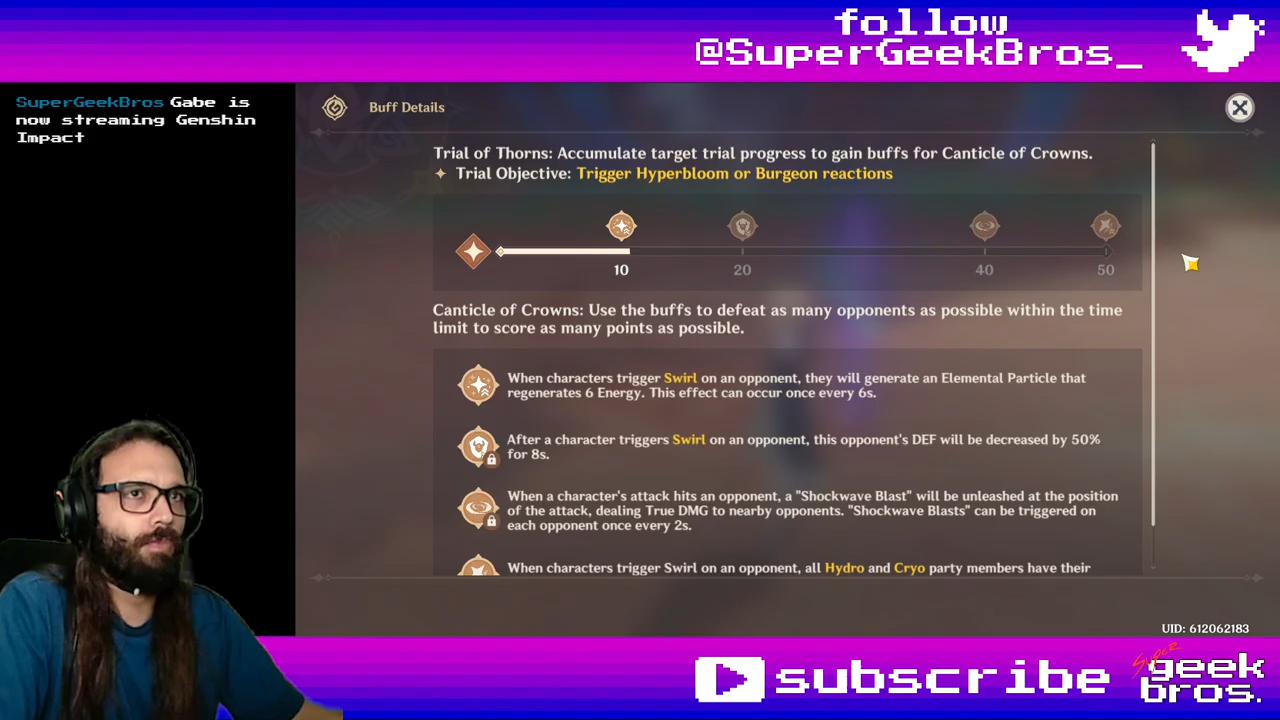 follow
@SuperGeekBros_
SuperGeekBros Gabe is
now streaming Genshin
Impact
Buff Details
Trial of Thorns: Accumulate target trial progress to gain buffs for Canticle of Crowns.
Trial Objective: Trigger Hyperbloom or Burgeon reactions
10 20 40 50
Canticle of Crowns: Use the buffs to defeat as many opponents as possible within the time
limit to score as many points as possible.
When characters trigger Swirl on an opponent, they will generate an Elemental Particle that
regenerates 6 Energy. This effect can occur once every 6s.
After a character triggers Swirl on an opponent, this opponent's DEF will be decreased by 50%
for 8s.
When a character's attack hits an opponent, a "Shockwave Blast" will be unleashed at the position
of the attack, dealing True DMG to nearby opponents. "Shockwave Blasts" can be triggered on
each opponent once every 2s.
When characters trigger Swirl on an opponent, all Hydro and Cryo party members have their
UID: 612062183
subscribe
super
geek
bros.